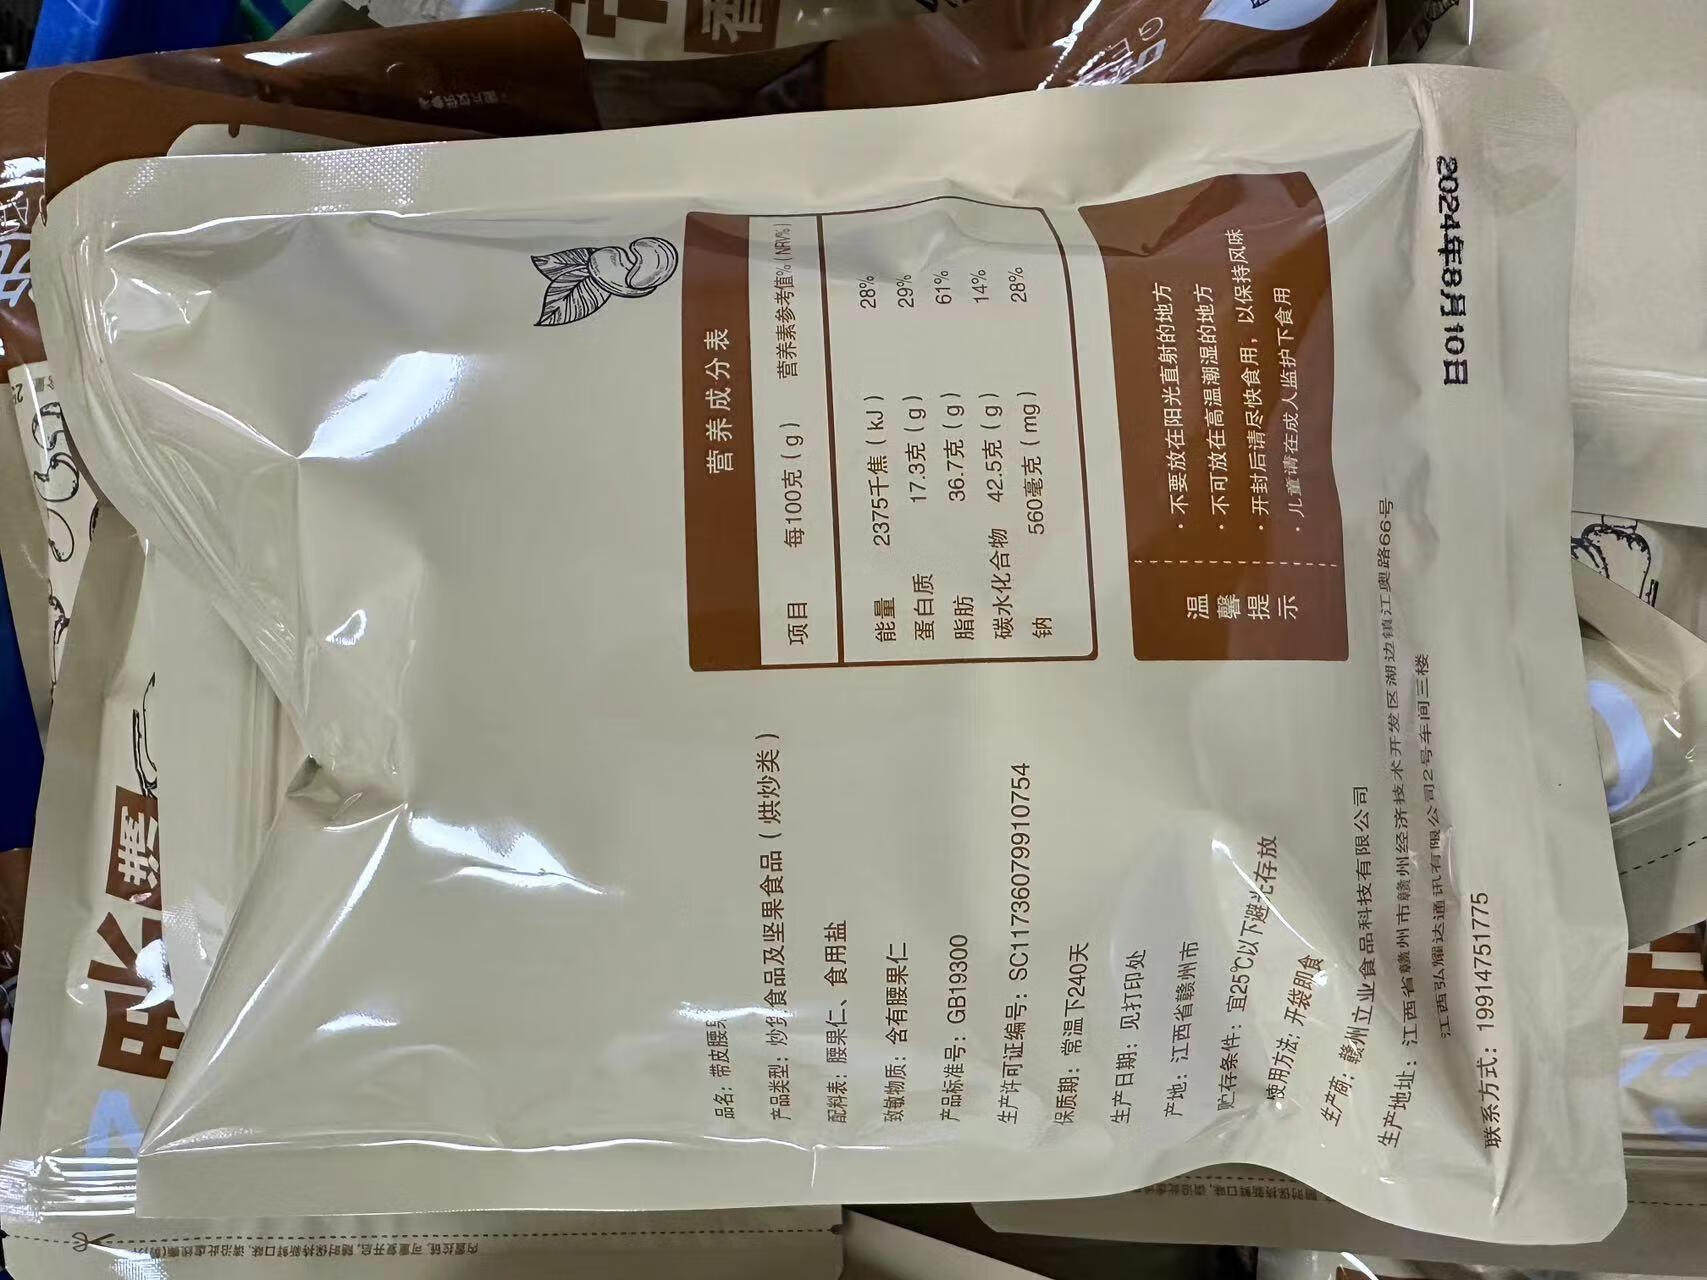 营养成分表
项目 每100克(g) 营养素参考值%(NRV%)
能量 2375千焦(kJ) 28%
蛋白质 17.3克(g) 29%
脂肪 36.7克(g) 61%
碳水化合物 42.5克(g) 14%
钠 560毫克(mg) 28%
温馨提示
·不要放在阳光直射的地方
·不可放在高温潮湿的地方
·开封后请尽快食用,以保持风味
·儿童请在成人监护下食用
2024年8月10日
品名:带皮腰果
产品类型:炒货食品及坚果食品(烘炒类)
配料表:腰果仁、食用盐
致敏物质:含有腰果仁
产品标准号:GB19300
生产许可证编号:SC11736079910754
保质期:常温下240天
生产日期:见打印处
产地:江西省赣州市
贮存条件:宜25℃以下避光存放
使用方法:开袋即食
生产商:赣州立业食品科技有限公司
生产地址:江西省赣州市赣州经济技术开发区湖边镇江奥路66号
江西弘耀达通讯有限公司2号车间三楼
联系方式:19914751775